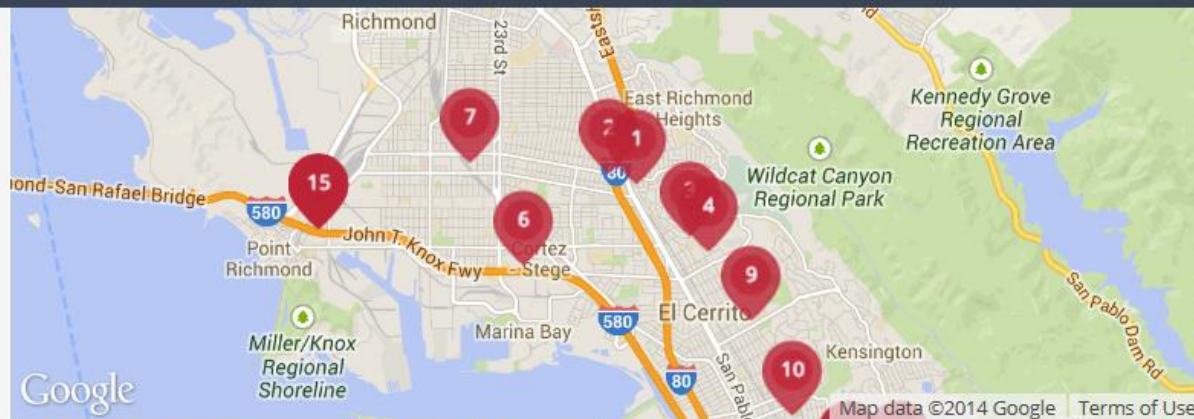 Richmond
23rd St
Eastsh
East Richmond
Heights
Kennedy Grove
Regional
Recreation Area
7
2
1
80
Wildcat Canyon
Regional Park
15
ond-San Rafael Bridge
580
3
4
6
Point
Richmond
John T. Knox Fwy
Cortez
- Stege
9
San Pablo Dam Rd
El Cerrito
Marina Bay
580
Miller/Knox
Regional
Shoreline
Kensington
10
80
San Pablo
Google
Map data ©2014 Google
Terms of Use